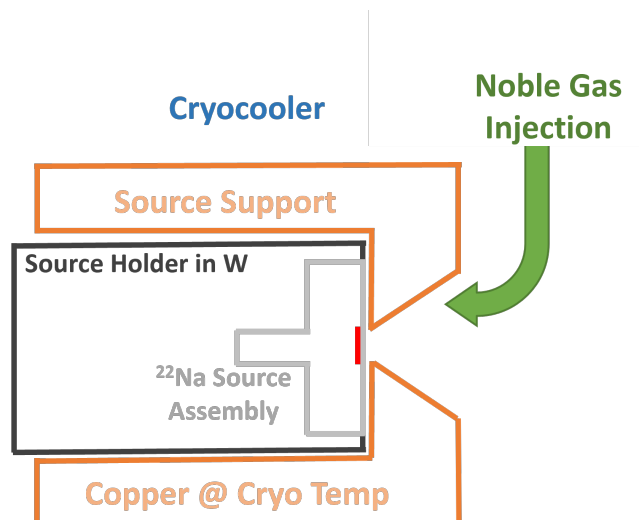 Cryocooler
Noble Gas
Injection
Source Support
Source Holder in W
²²Na Source
Assembly
Copper @ Cryo Temp